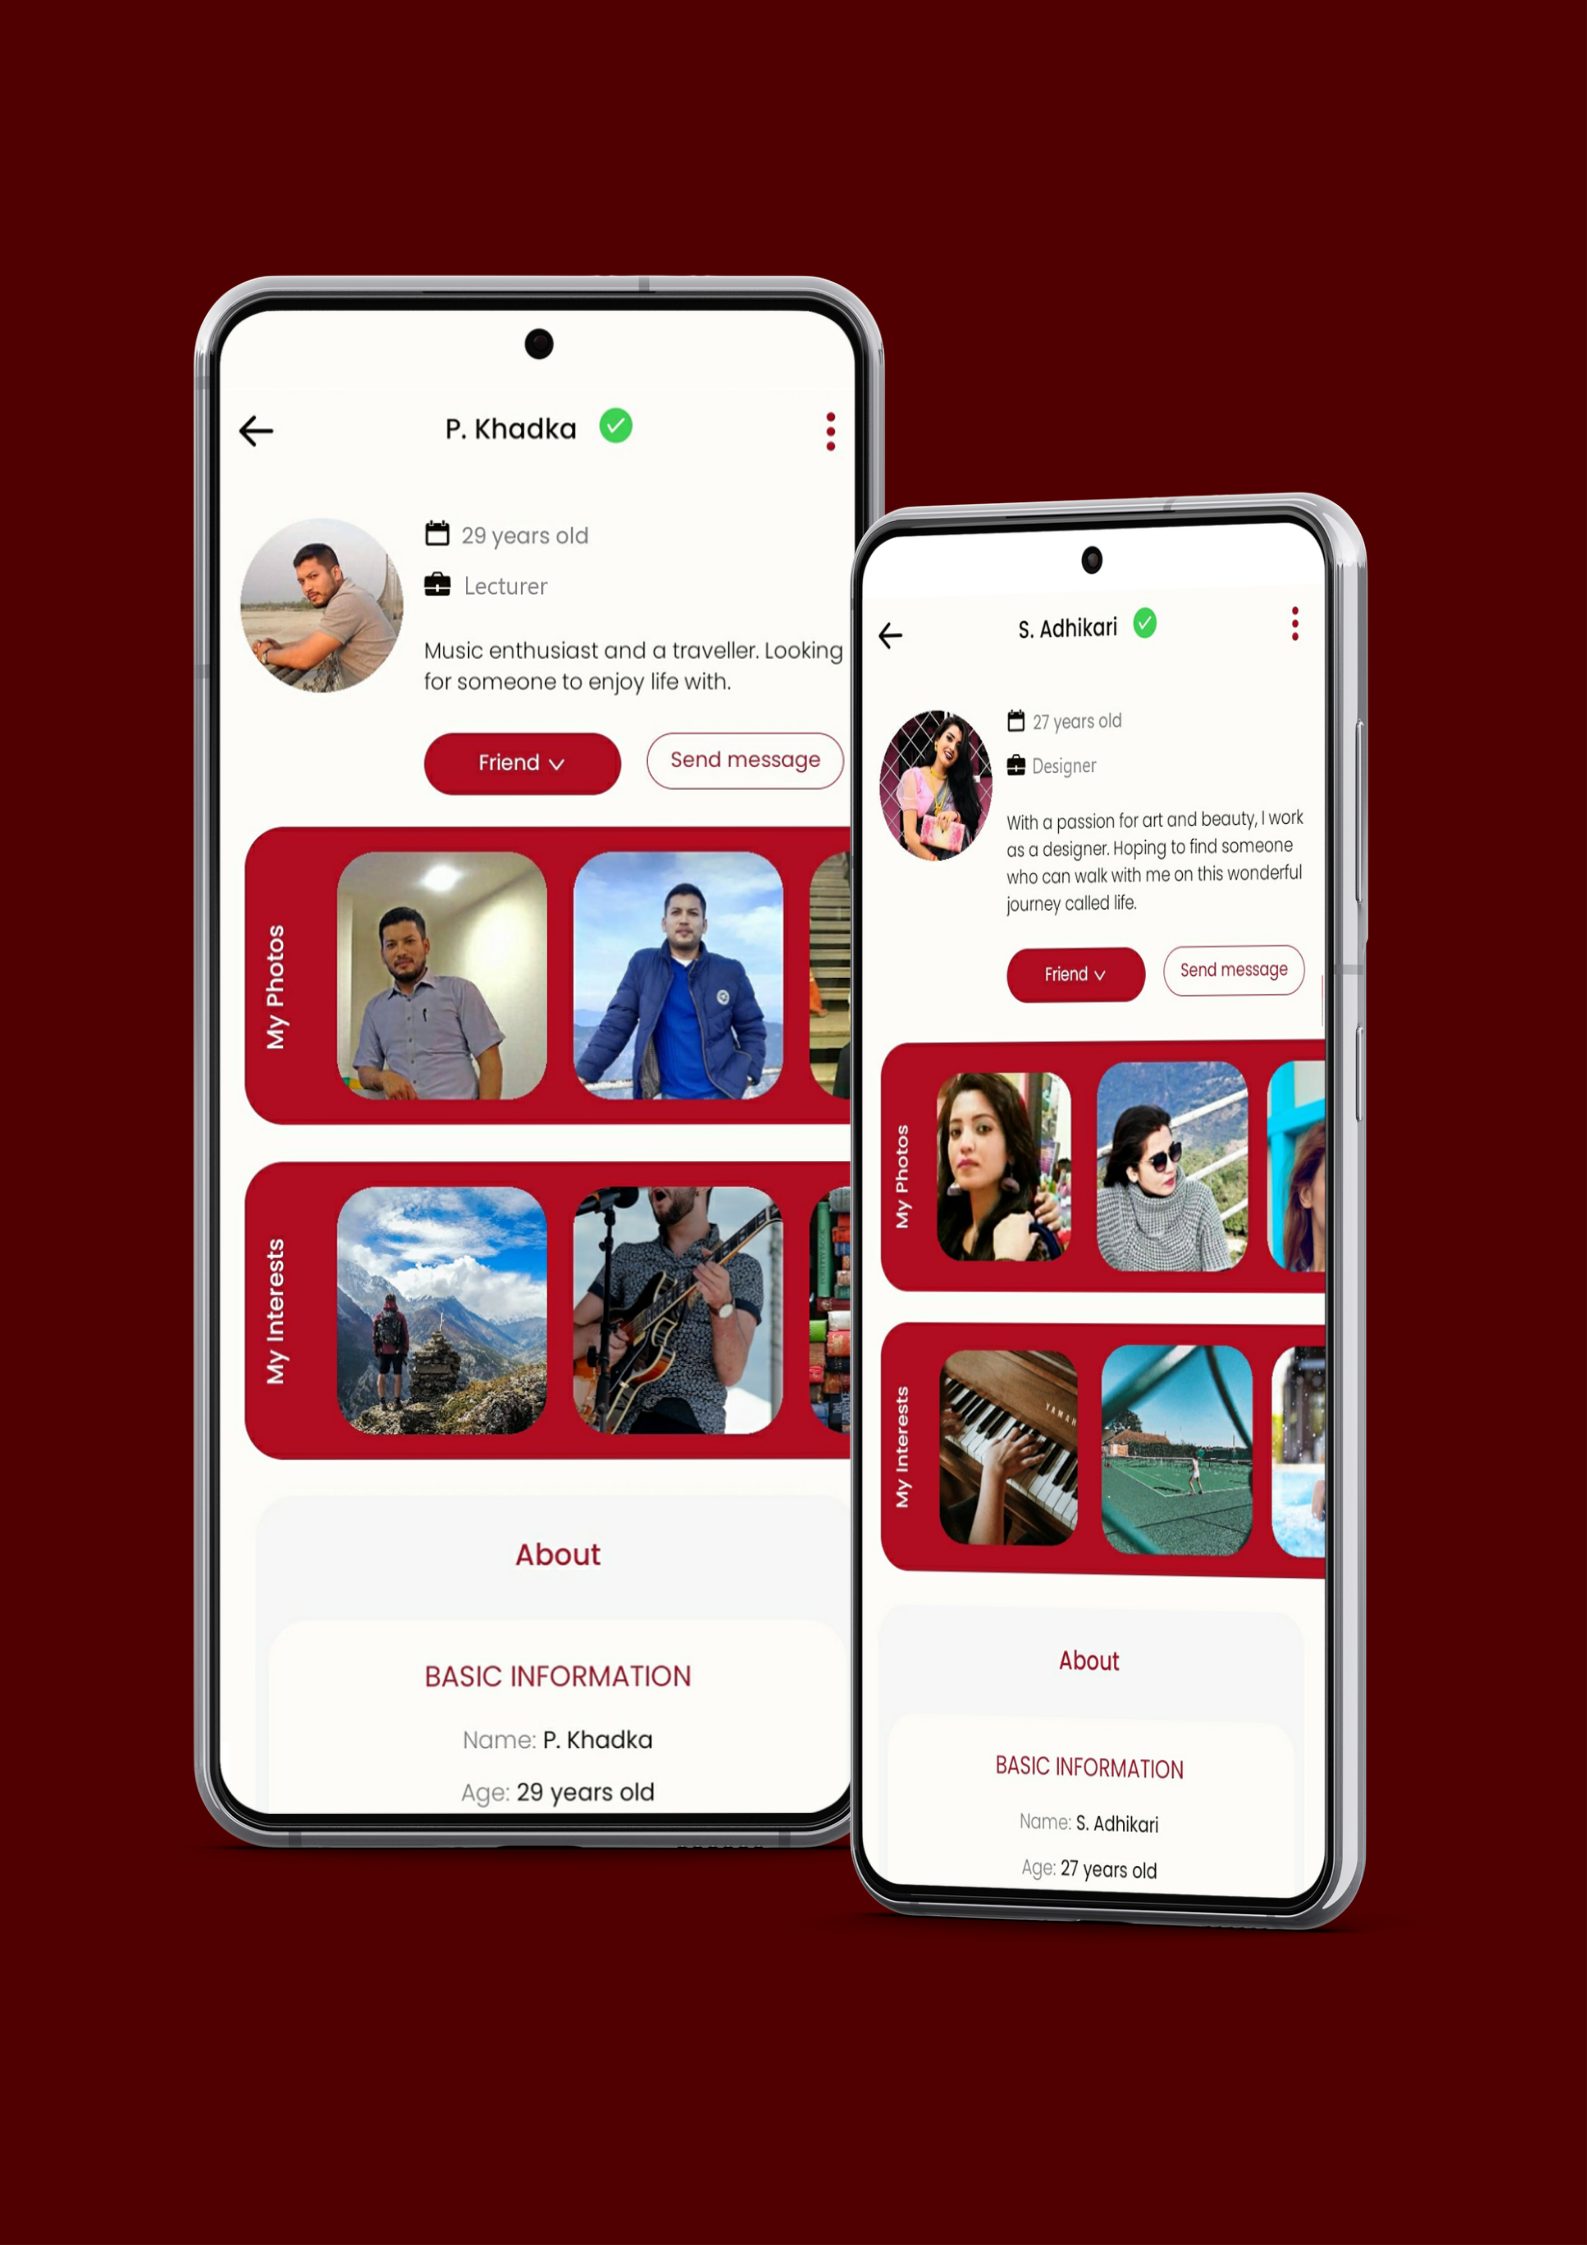 P. Khadka
29 years old
Lecturer
Music enthusiast and a traveller. Looking
for someone to enjoy life with.
Friend
Send message
My Photos
My Interests
About
BASIC INFORMATION
Name: P. Khadka
Age: 29 years old
S. Adhikari
27 years old
Designer
With a passion for art and beauty, I work
as a designer. Hoping to find someone
who can walk with me on this wonderful
journey called life.
Friend
Send message
My Photos
My Interests
YAMAH
About
BASIC INFORMATION
Name: S. Adhikari
Age: 27 years old